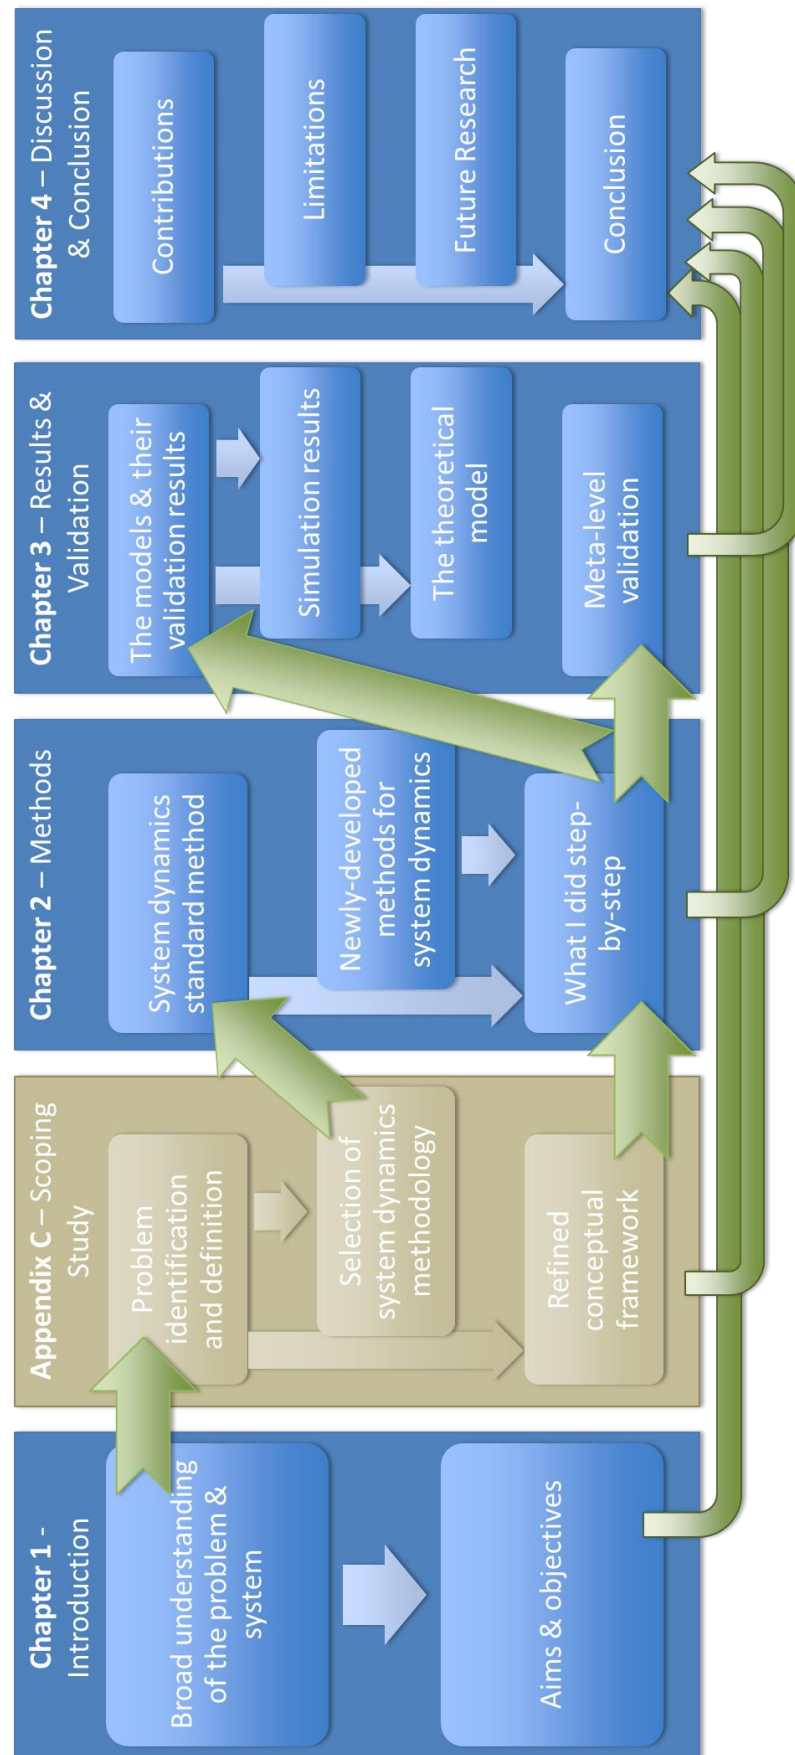 Chapter 1 -
Introduction
Broad understanding
of the problem &
system
Aims & objectives
Appendix C – Scoping
Study
Problem
identification
and definition
Selection of
system dynamics
methodology
Refined
conceptual
framework
Chapter 2 – Methods
System dynamics
standard method
Newly-developed
methods for
system dynamics
What I did step-
by-step
Chapter 3 – Results &
Validation
The models & their
validation results
Simulation results
The theoretical
model
Meta-level
validation
Chapter 4 – Discussion
& Conclusion
Contributions
Limitations
Future Research
Conclusion